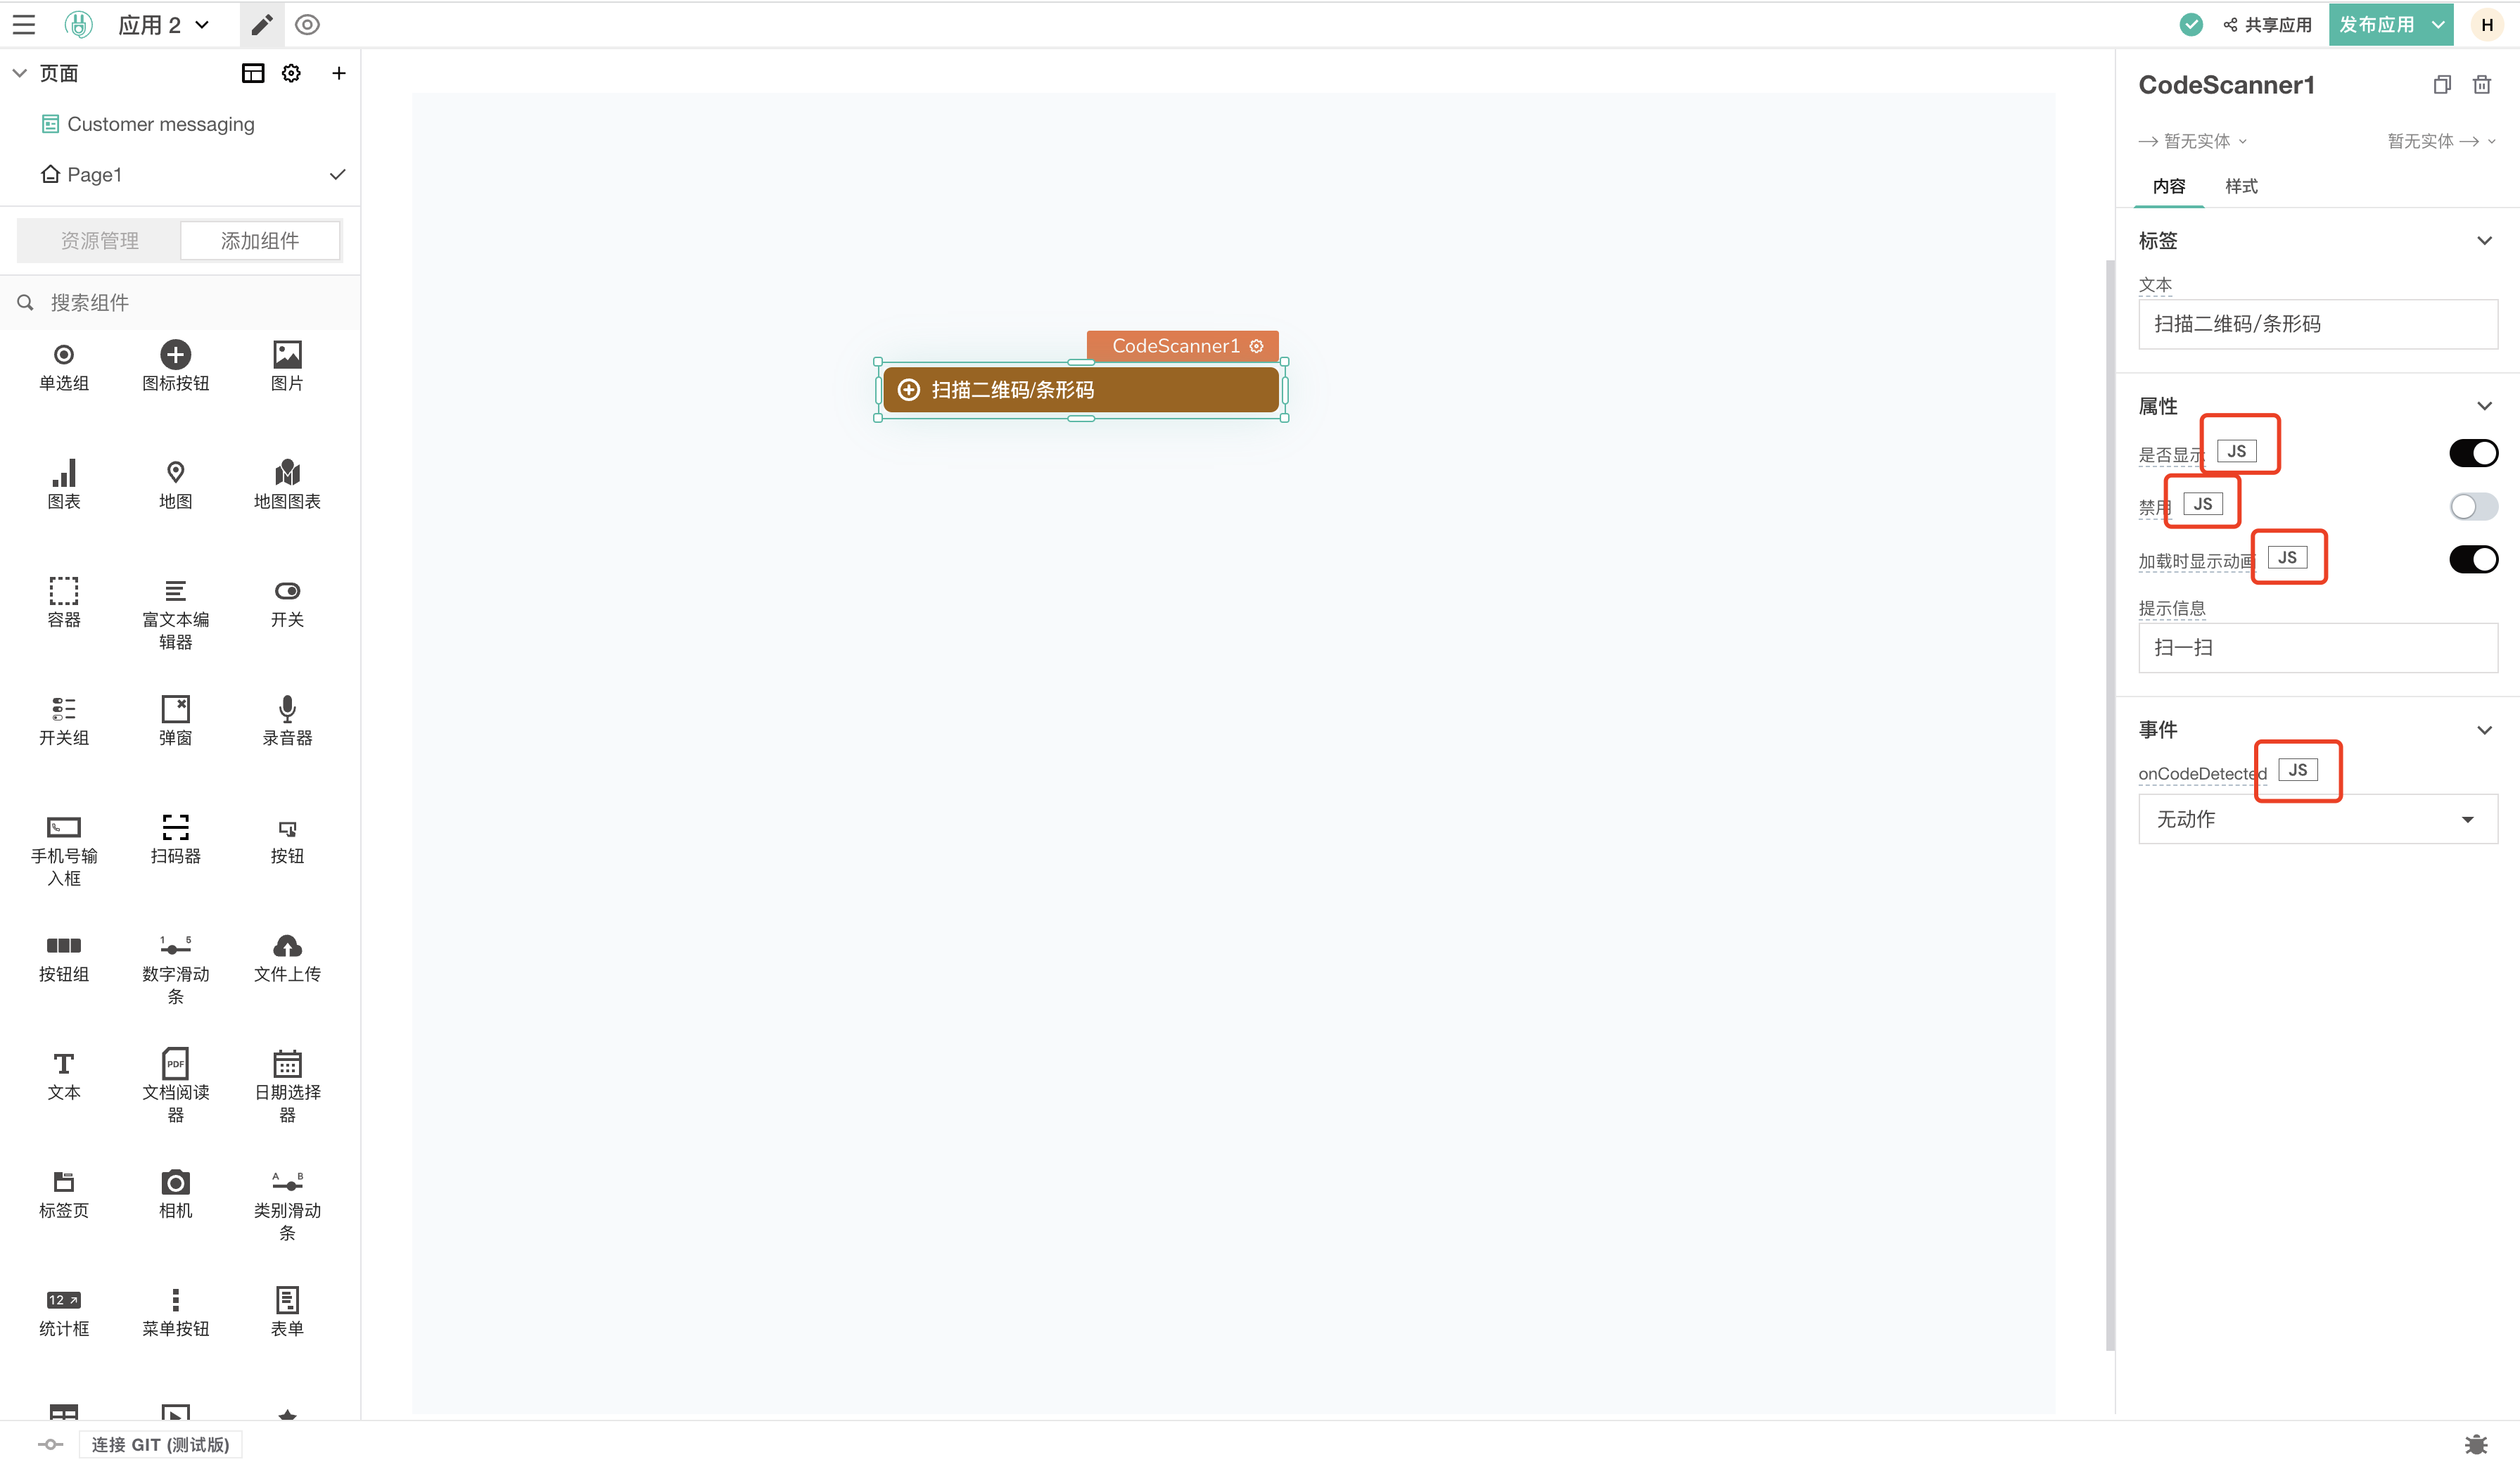 应用 2
共享应用
发布应用
H
页面
Customer messaging
Page1
资源管理
添加组件
搜索组件
单选组
图标按钮
图片
图表
地图
地图图表
容器
富文本编
辑器
开关
开关组
弹窗
录音器
手机号输
入框
扫码器
按钮
按钮组
1 5
数字滑动
条
文件上传
文本
PDF
文档阅读
器
日期选择
器
标签页
相机
A B
类别滑动
条
12
统计框
菜单按钮
表单
连接 GIT (测试版)
CodeScanner1
扫描二维码/条形码
CodeScanner1
暂无实体
暂无实体
内容
样式
标签
文本
扫描二维码/条形码
属性
是否显示
JS
禁用
JS
加载时显示动画
JS
提示信息
扫一扫
事件
onCodeDetected
JS
无动作